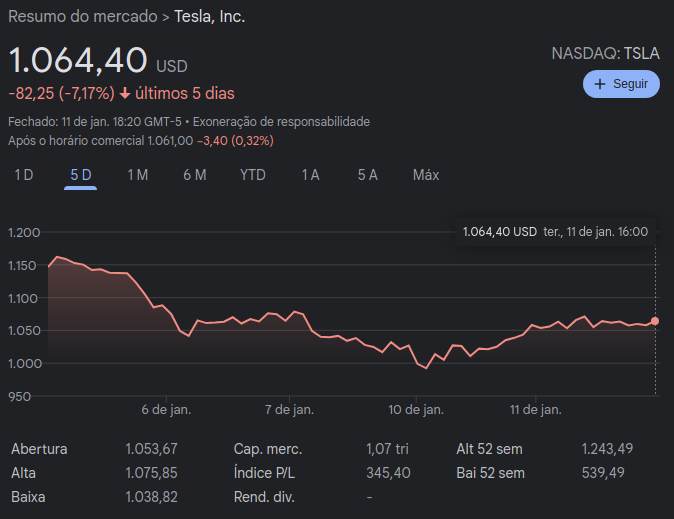 Resumo do mercado > Tesla, Inc.
1.064,40 USD
NASDAQ: TSLA
+ Seguir
−82,25 (−7,17%) ↓ últimos 5 dias
Fechado: 11 de jan. 18:20 GMT-5 • Exoneração de responsabilidade
Após o horário comercial 1.061,00 −3,40 (0,32%)
1 D 5 D 1 M 6 M YTD 1 A 5 A Máx
1.064,40 USD ter., 11 de jan. 16:00
1.200
1.150
1.100
1.050
1.000
950
6 de jan. 7 de jan. 10 de jan. 11 de jan.
Abertura 1.053,67 Cap. merc. 1,07 tri Alt 52 sem 1.243,49
Alta 1.075,85 Índice P/L 345,40 Bai 52 sem 539,49
Baixa 1.038,82 Rend. div. -